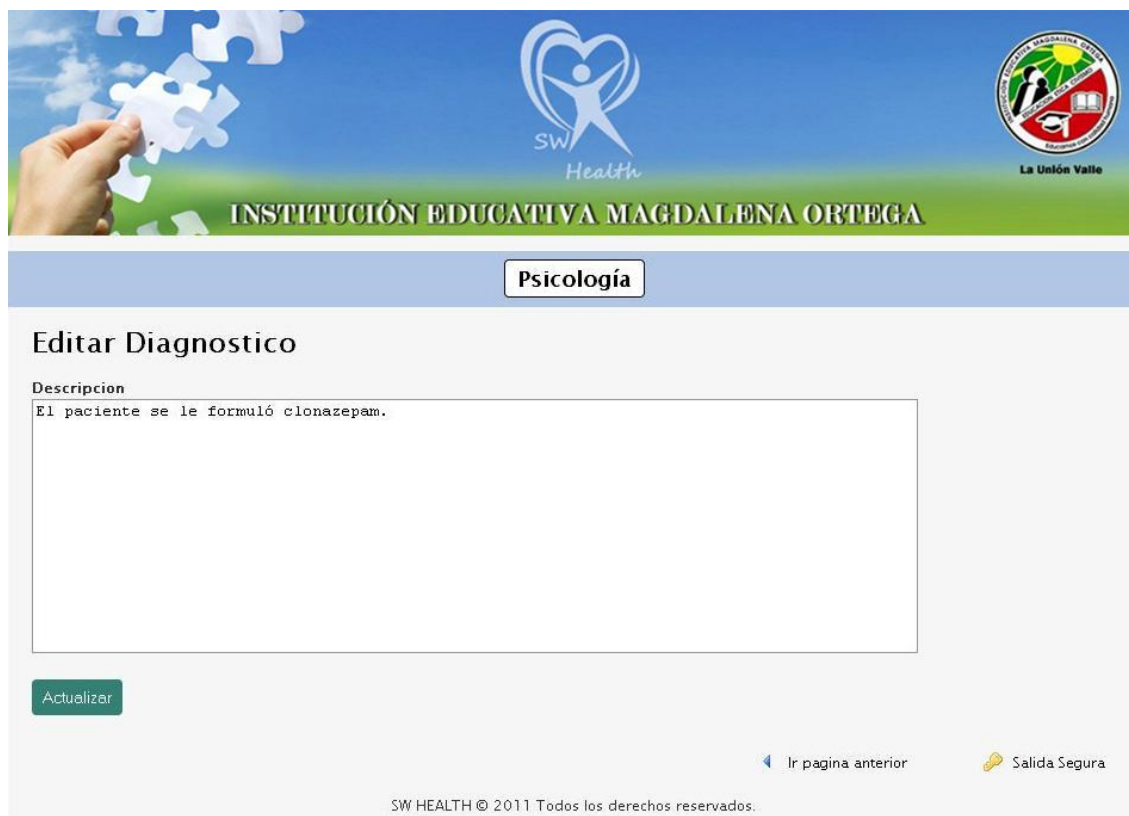 SW
Health
La Unión Valle
INSTITUCIÓN EDUCATIVA MAGDALENA ORTEGA
Psicología
Editar Diagnostico
Descripcion
El paciente se le formuló clonazepam.
Actualizar
Ir pagina anterior
Salida Segura
SW HEALTH © 2011 Todos los derechos reservados.